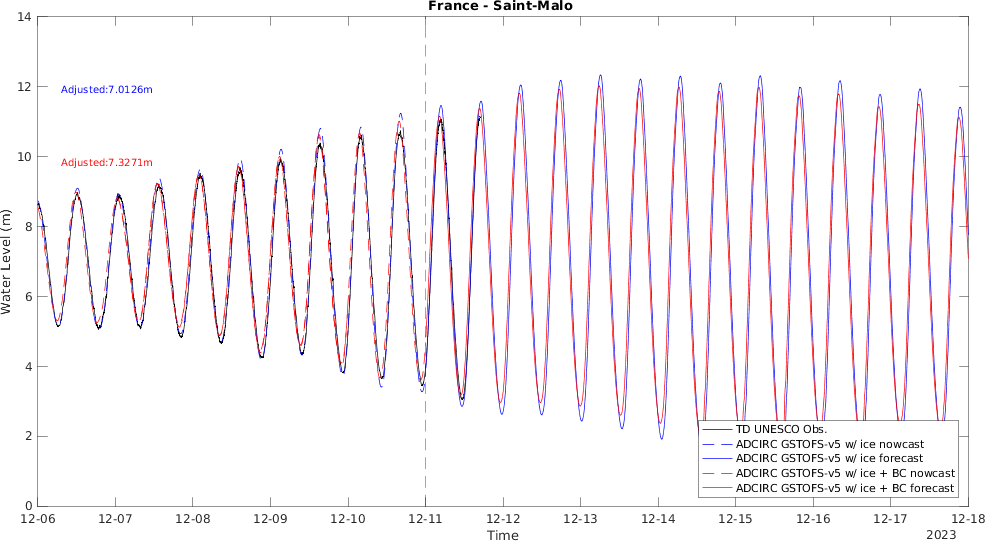 France - Saint-Malo
14
12
10
8
6
4
2
0
Water Level (m)
Adjusted:7.0126m
Adjusted:7.3271m
TD UNESCO Obs.
ADCIRC GSTOFS-v5 w/ ice nowcast
ADCIRC GSTOFS-v5 w/ ice forecast
ADCIRC GSTOFS-v5 w/ ice + BC nowcast
ADCIRC GSTOFS-v5 w/ ice + BC forecast
12-06 12-07 12-08 12-09 12-10 12-11 12-12 12-13 12-14 12-15 12-16 12-17 12-18
Time
2023